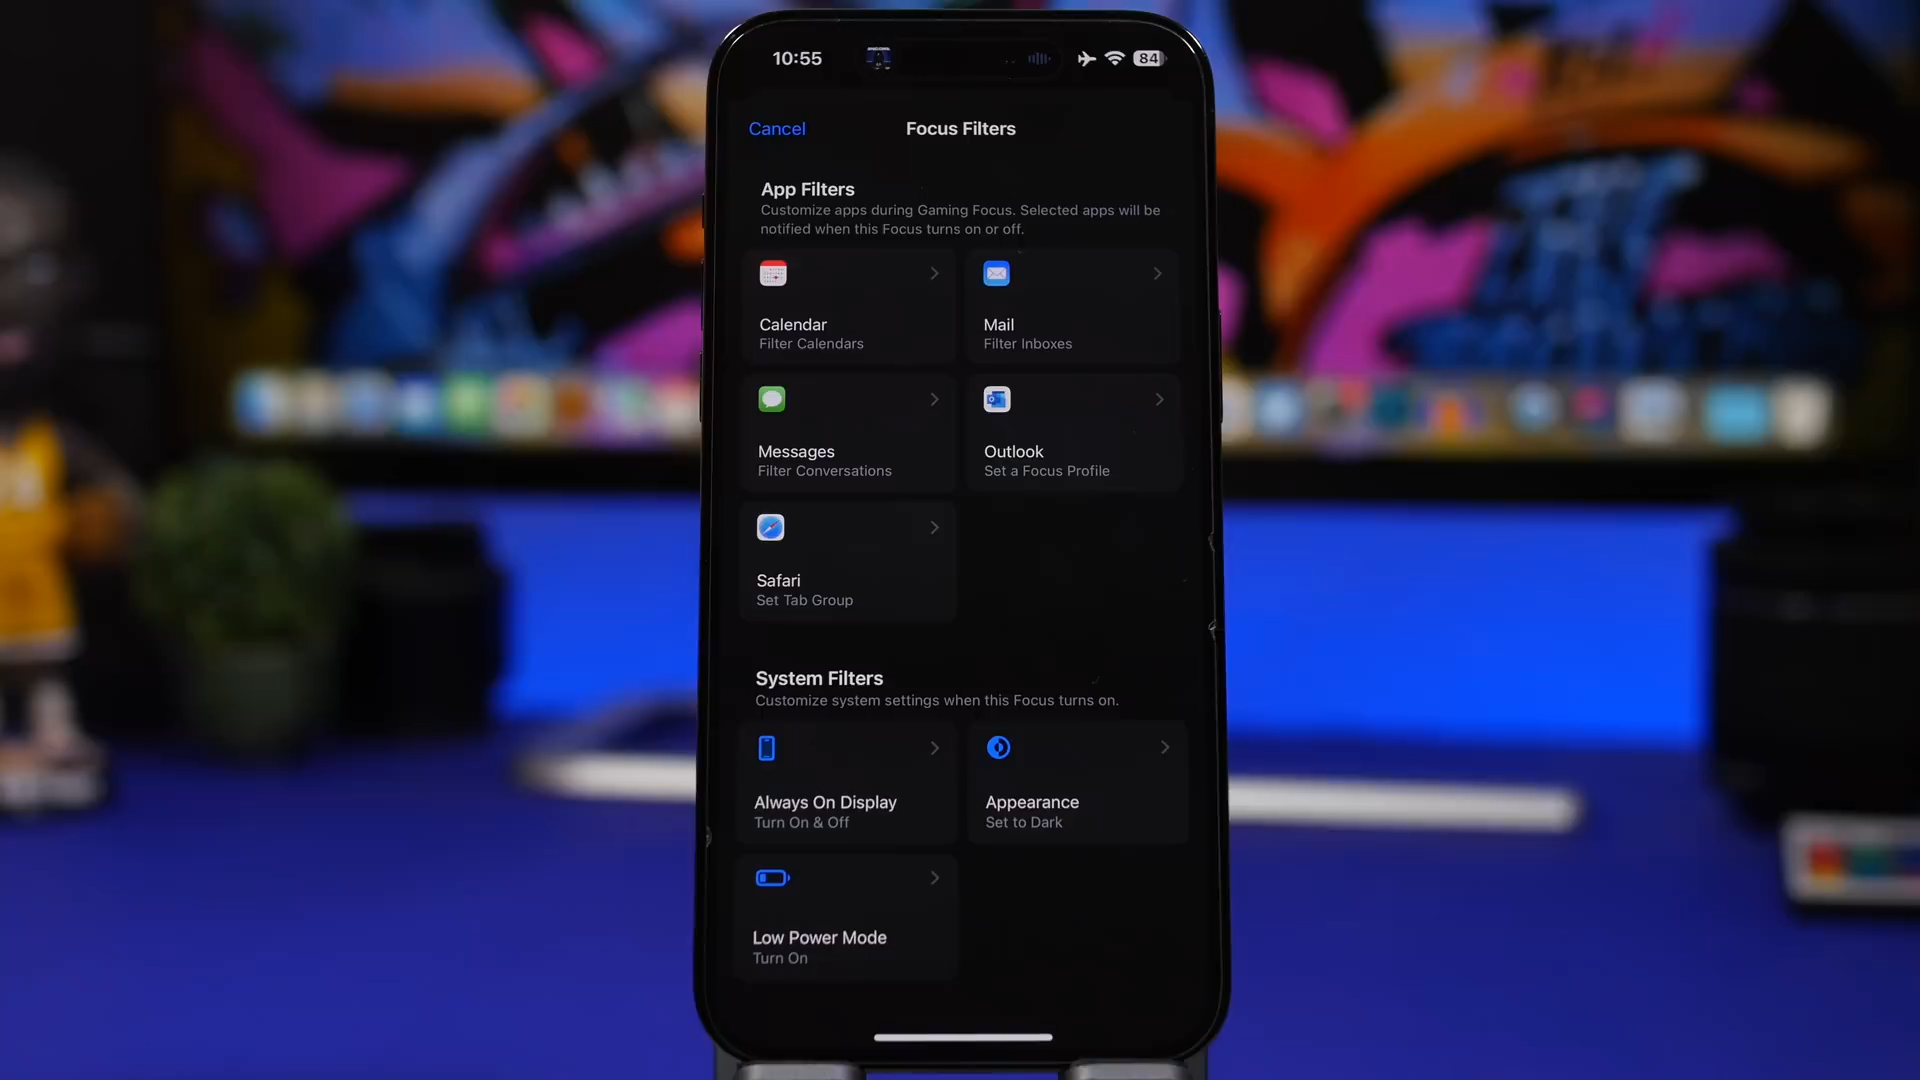 10:55
84
Cancel
Focus Filters
App Filters
Customize apps during Gaming Focus. Selected apps will be
notified when this Focus turns on or off.
Calendar
Filter Calendars
Mail
Filter Inboxes
Messages
Filter Conversations
Outlook
Set a Focus Profile
Safari
Set Tab Group
System Filters
Customize system settings when this Focus turns on.
Always On Display
Turn On & Off
Appearance
Set to Dark
Low Power Mode
Turn On